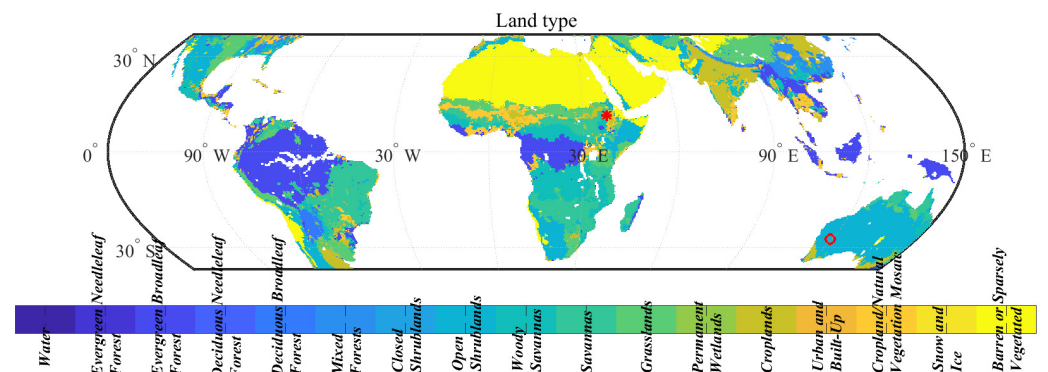 Land type
30° N
0°
90° W
30° W
30° E
90° E
150° E
30° S
Water
Evergreen Needleleaf
Forest
Evergreen Broadleaf
Forest
Deciduous Needleleaf
Forest
Deciduous Broadleaf
Forest
Mixed
Forests
Closed
Shrublands
Open
Shrublands
Woody
Savannas
Savannas
Grasslands
Permanent
Wetlands
Croplands
Urban and
Built-Up
Cropland/Natural
Vegetation Mosaic
Snow and
Ice
Barren or Sparsely
Vegetated